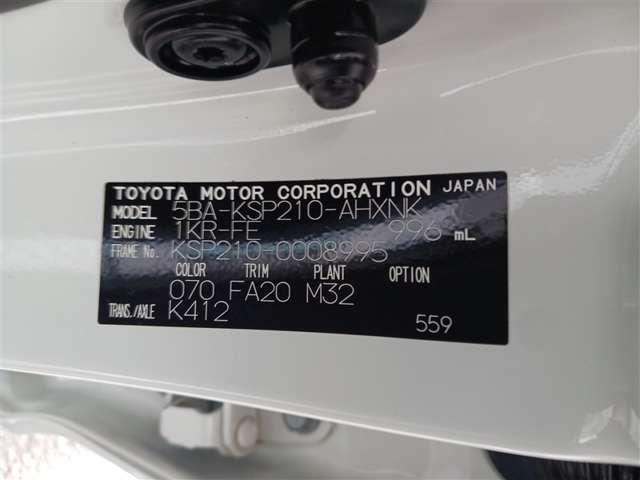 TOYOTA MOTOR CORPORATION JAPAN
MODEL 5BA-KSP210-AHXNK
ENGINE 1KR-FE 996 mL
FRAME No. KSP210-0008995
COLOR TRIM PLANT OPTION
070 FA20 M32
TRANS./AXLE K412
559